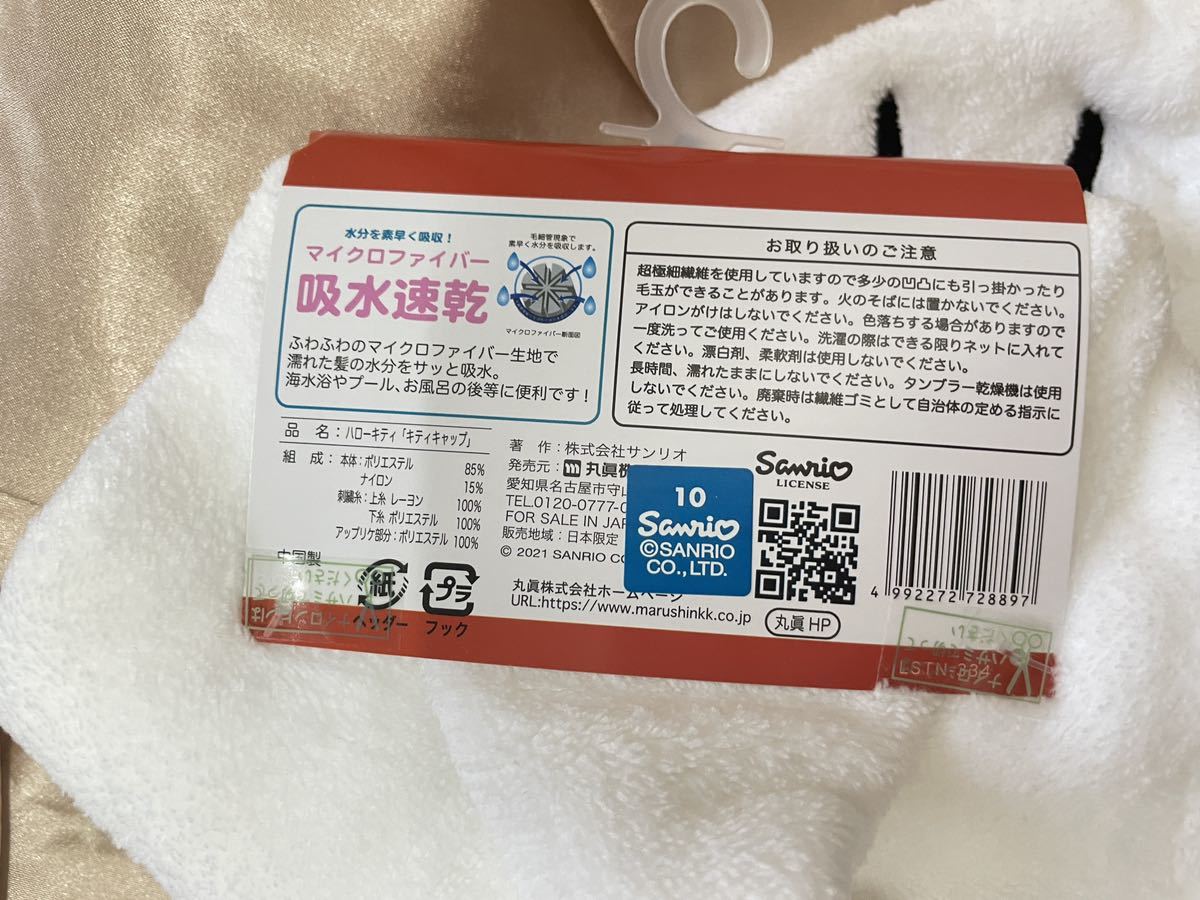 水分を素早く吸収！
マイクロファイバー
吸水速乾
毛細管現象で
素早く水分を吸収します。
マイクロファイバー断面図
ふわふわのマイクロファイバー生地で
濡れた髪の水分をサッと吸水。
海水浴やプール、お風呂の後等に便利です！
お取り扱いのご注意
超極細繊維を使用していますので多少の凹凸にも引っ掛かったり
毛玉ができることがあります。火のそばには置かないでください。
アイロンがけはしないでください。色落ちする場合がありますので
一度洗ってご使用ください。洗濯の際はできる限りネットに入れて
ください。漂白剤、柔軟剤は使用しないでください。
長時間、濡れたままにしないでください。タンブラー乾燥機は使用
しないでください。廃棄時は繊維ゴミとして自治体の定める指示に
従って処理してください。
品 名：ハローキティ「キティキャップ」
組 成：本体：ポリエステル 85%
ナイロン 15%
刺繍糸：上糸 レーヨン 100%
下糸 ポリエステル 100%
アップリケ部分：ポリエステル 100%
中国製
紙
プラ
フック
著 作：株式会社サンリオ
発売元： 丸眞
愛知県名古屋市守山
TEL.0120-0777-
FOR SALE IN
販売地域：日本限定
© 2021 SANRIO
丸眞株式会社ホームページ
URL:https://www.marushinkk.co.jp
丸眞 HP
10
Sanrio
©SANRIO
CO.,LTD.
Sanrio
LICENSE
4 992272 728897
LSTN-334